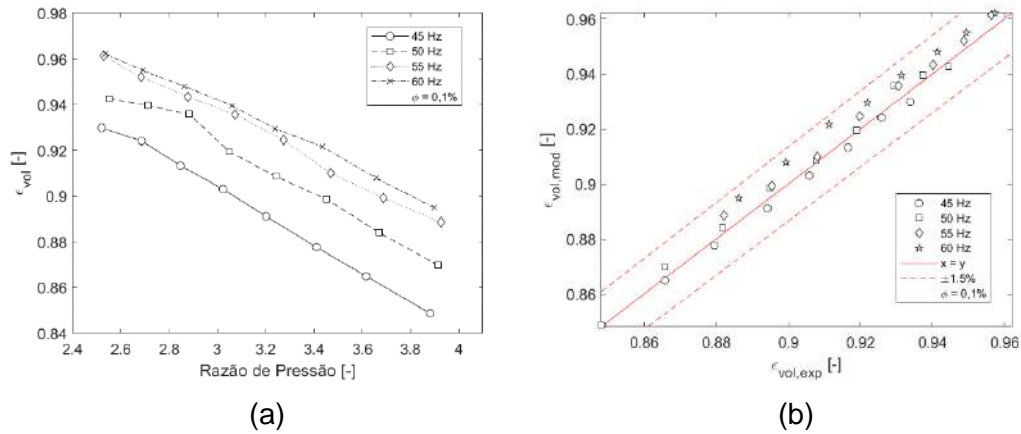 0.98
0.96
0.94
0.92
0.9
0.88
0.86
0.84
ϵvol [-]
2.4 2.6 2.8 3 3.2 3.4 3.6 3.8 4
Razão de Pressão [-]
45 Hz
50 Hz
55 Hz
60 Hz
ϕ = 0,1%
(a)
0.96
0.94
0.92
0.9
0.88
0.86
ϵvol,mod [-]
0.86 0.88 0.9 0.92 0.94 0.96
ϵvol,exp [-]
45 Hz
50 Hz
55 Hz
60 Hz
x = y
±1.5%
ϕ = 0,1%
(b)